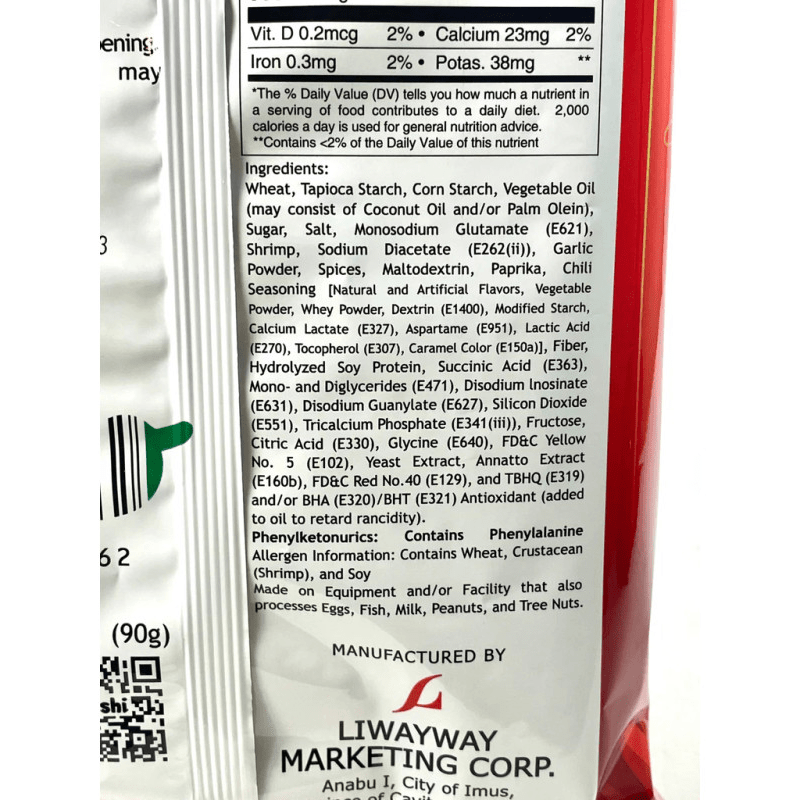 ening.
may
3
62
(90g)
shi
Vit. D 0.2mcg 2% • Calcium 23mg 2%
Iron 0.3mg 2% • Potas. 38mg **
*The % Daily Value (DV) tells you how much a nutrient in
a serving of food contributes to a daily diet. 2,000
calories a day is used for general nutrition advice.
**Contains <2% of the Daily Value of this nutrient
Ingredients:
Wheat, Tapioca Starch, Corn Starch, Vegetable Oil
(may consist of Coconut Oil and/or Palm Olein),
Sugar, Salt, Monosodium Glutamate (E621),
Shrimp, Sodium Diacetate (E262(ii)), Garlic
Powder, Spices, Maltodextrin, Paprika, Chili
Seasoning [Natural and Artificial Flavors, Vegetable
Powder, Whey Powder, Dextrin (E1400), Modified Starch,
Calcium Lactate (E327), Aspartame (E951), Lactic Acid
(E270), Tocopherol (E307), Caramel Color (E150a)], Fiber,
Hydrolyzed Soy Protein, Succinic Acid (E363),
Mono- and Diglycerides (E471), Disodium Inosinate
(E631), Disodium Guanylate (E627), Silicon Dioxide
(E551), Tricalcium Phosphate (E341(iii)), Fructose,
Citric Acid (E330), Glycine (E640), FD&C Yellow
No. 5 (E102), Yeast Extract, Annatto Extract
(E160b), FD&C Red No.40 (E129), and TBHQ (E319)
and/or BHA (E320)/BHT (E321) Antioxidant (added
to oil to retard rancidity).
Phenylketonurics: Contains Phenylalanine
Allergen Information: Contains Wheat, Crustacean
(Shrimp), and Soy
Made on Equipment and/or Facility that also
processes Eggs, Fish, Milk, Peanuts, and Tree Nuts.
MANUFACTURED BY
LIWAYWAY
MARKETING CORP.
Anabu I, City of Imus,